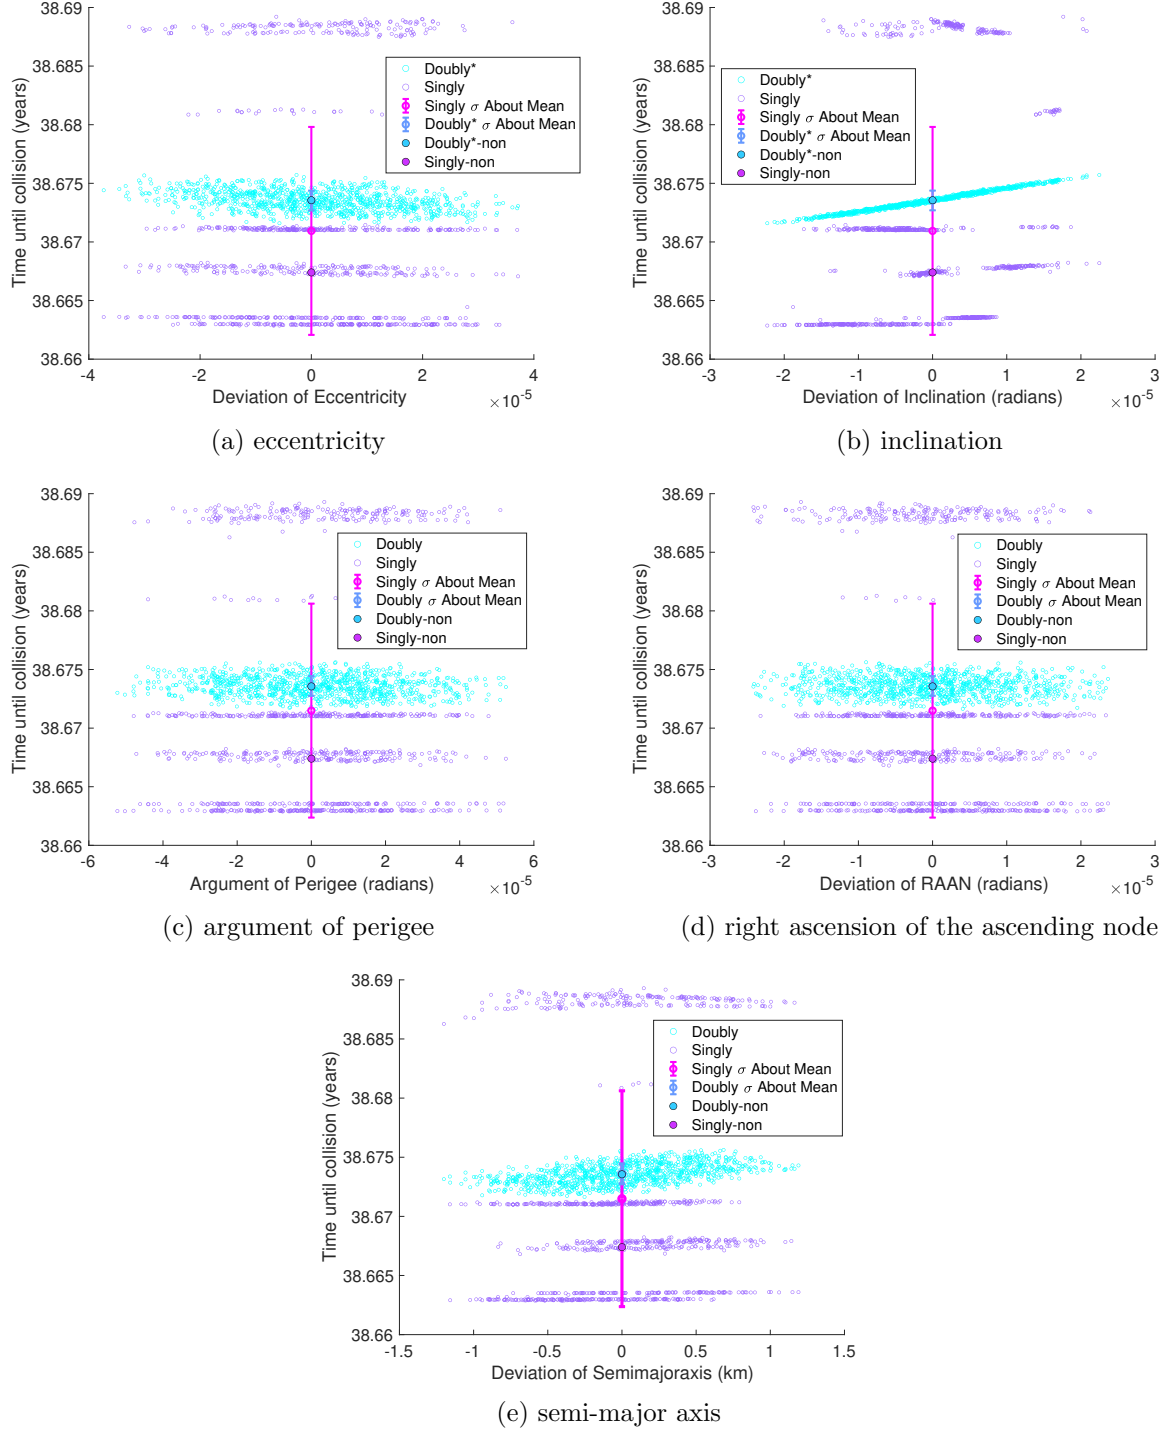 38.69
38.685
38.68
38.675
38.67
38.665
38.66
Time until collision (years)
Doubly*
Singly
Singly σ About Mean
Doubly* σ About Mean
Doubly*-non
Singly-non
-4 -2 0 2 4
×10⁻⁵
Deviation of Eccentricity
(a) eccentricity
38.69
38.685
38.68
38.675
38.67
38.665
38.66
Time until collision (years)
Doubly*
Singly
Singly σ About Mean
Doubly* σ About Mean
Doubly*-non
Singly-non
-3 -2 -1 0 1 2 3
×10⁻⁵
Deviation of Inclination (radians)
(b) inclination
38.69
38.685
38.68
38.675
38.67
38.665
38.66
Time until collision (years)
Doubly
Singly
Singly σ About Mean
Doubly σ About Mean
Doubly-non
Singly-non
-6 -4 -2 0 2 4 6
×10⁻⁵
Argument of Perigee (radians)
(c) argument of perigee
38.69
38.685
38.68
38.675
38.67
38.665
38.66
Time until collision (years)
Doubly
Singly
Singly σ About Mean
Doubly σ About Mean
Doubly-non
Singly-non
-3 -2 -1 0 1 2 3
×10⁻⁵
Deviation of RAAN (radians)
(d) right ascension of the ascending node
38.69
38.685
38.68
38.675
38.67
38.665
38.66
Time until collision (years)
Doubly
Singly
Singly σ About Mean
Doubly σ About Mean
Doubly-non
Singly-non
-1.5 -1 -0.5 0 0.5 1 1.5
Deviation of Semimajoraxis (km)
(e) semi-major axis